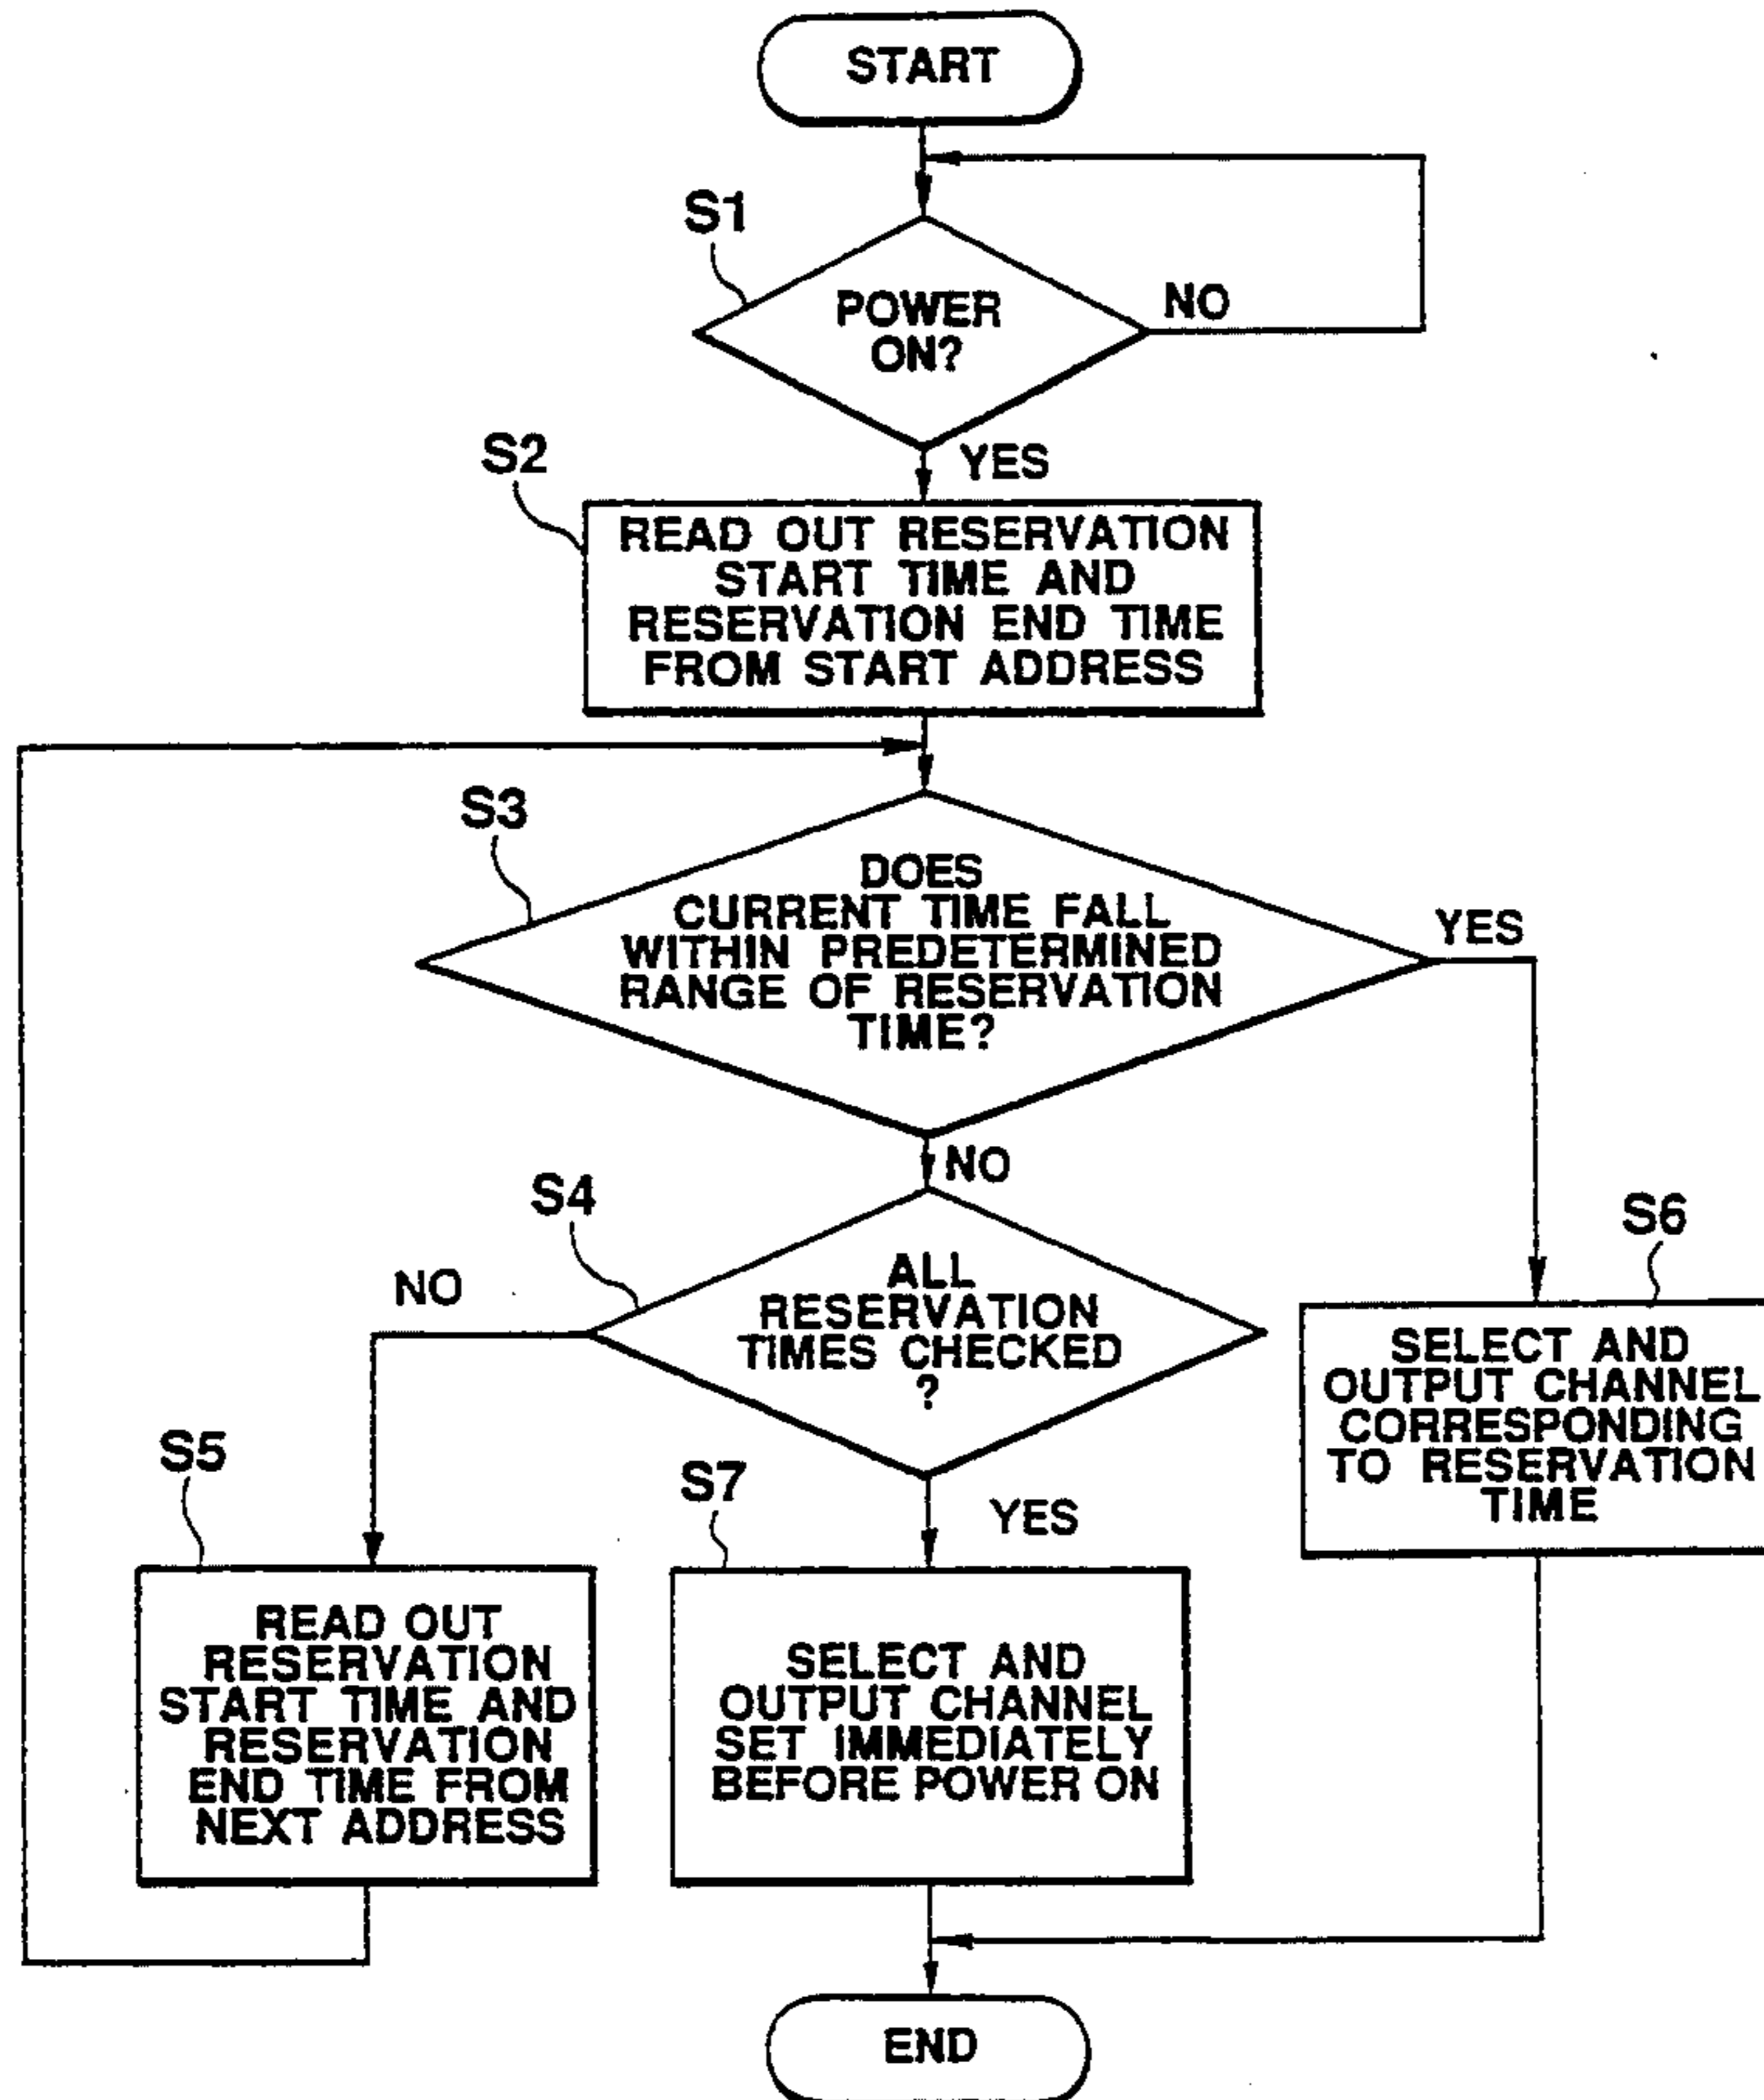 START
S1
POWER
ON?
NO
YES
S2
READ OUT RESERVATION
START TIME AND
RESERVATION END TIME
FROM START ADDRESS
S3
DOES
CURRENT TIME FALL
WITHIN PREDETERMINED
RANGE OF RESERVATION
TIME?
YES
NO
S4
ALL
RESERVATION
TIMES CHECKED
?
NO
YES
S6
SELECT AND
OUTPUT CHANNEL
CORRESPONDING
TO RESERVATION
TIME
S5
READ OUT
RESERVATION
START TIME AND
RESERVATION
END TIME FROM
NEXT ADDRESS
S7
SELECT AND
OUTPUT CHANNEL
SET IMMEDIATELY
BEFORE POWER ON
END